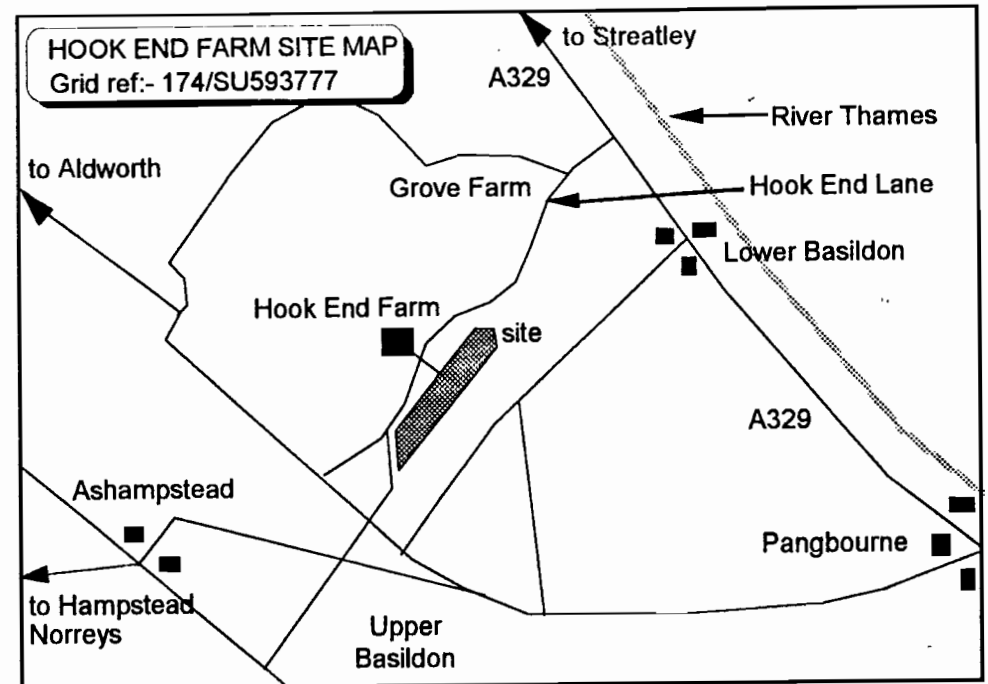 HOOK END FARM SITE MAP
Grid ref:- 174/SU593777
to Streatley
A329
River Thames
to Aldworth
Grove Farm
Hook End Lane
Lower Basildon
Hook End Farm
site
A329
Ashampstead
Pangbourne
to Hampstead
Norreys
Upper
Basildon